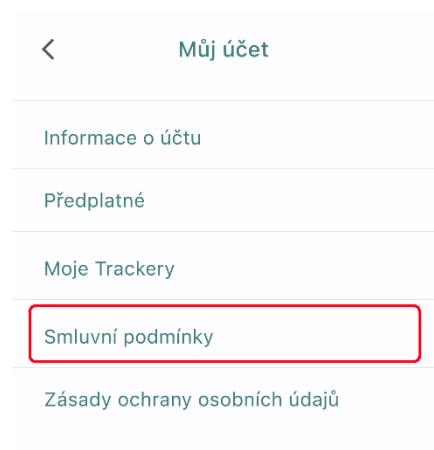 Můj účet
Informace o účtu
Předplatné
Moje Trackery
Smluvní podmínky
Zásady ochrany osobních údajů